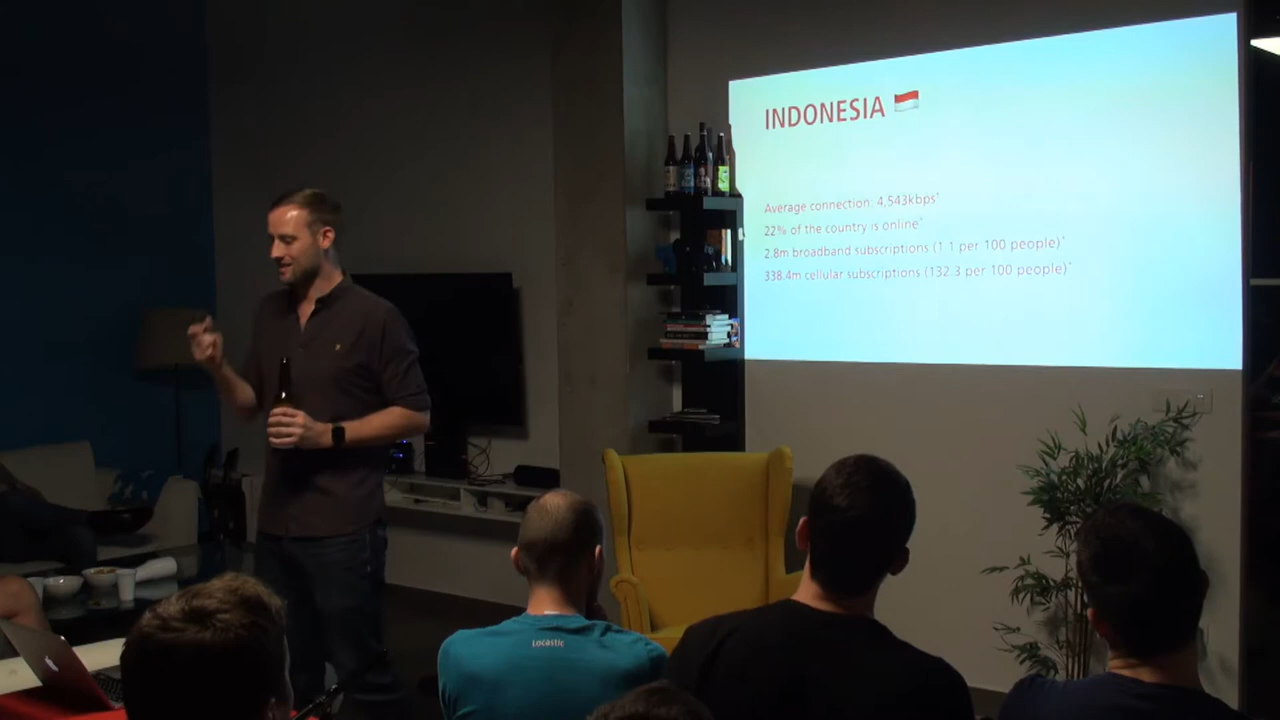 INDONESIA 🇮🇩
Average connection: 4,543kbps†
22% of the country is online*
2.8m broadband subscriptions (1.1 per 100 people)*
338.4m cellular subscriptions (132.3 per 100 people)*
Locastic